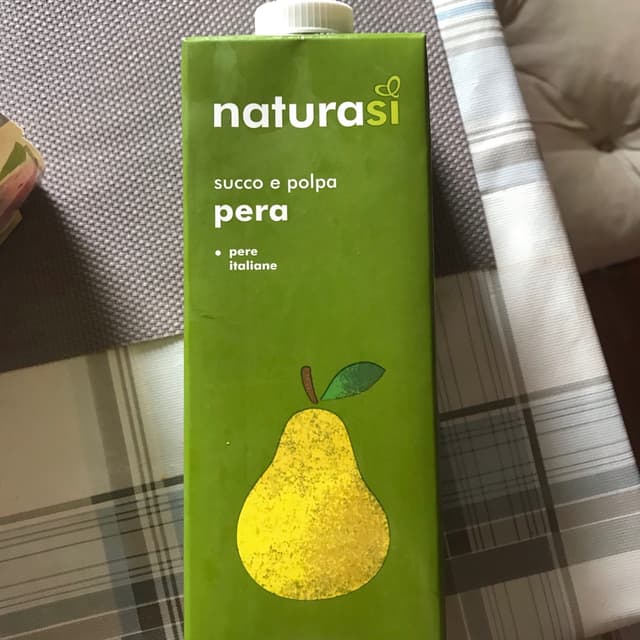 naturasì
succo e polpa
pera
• pere
italiane